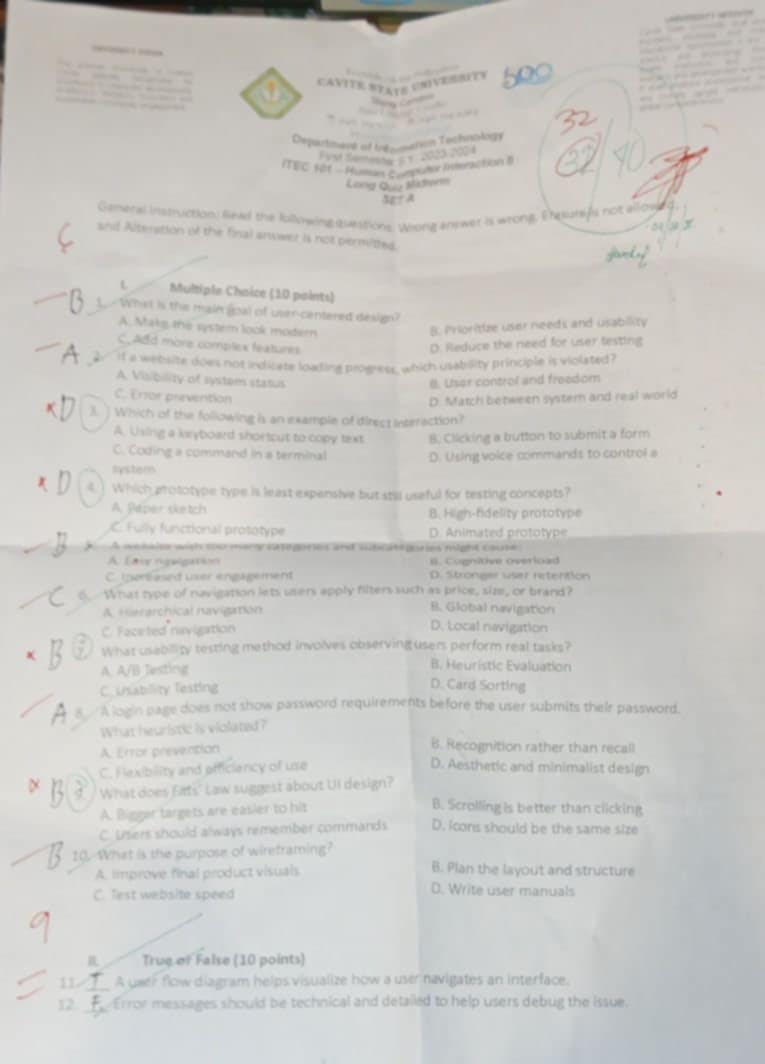 CAVITE STATE UNIVERSITY
500
Department of Information Technology
First Semester S.Y. 2023-2024
ITEC 101 - Human Computer Interaction II
Long Quiz Midterm
SET A
32
32/40
General Instruction: Read the following questions. Wrong answer is wrong. Erasure is not allowed,
and Alteration of the final answer is not permitted.
I. Multiple Choice (10 points)
B 1. What is the main goal of user-centered design?
A. Make the system look modern B. Prioritize user needs and usability
C. Add more complex features D. Reduce the need for user testing
A 2. If a website does not indicate loading progress, which usability principle is violated?
A. Visibility of system status B. User control and freedom
C. Error prevention D. Match between system and real world
D 3. Which of the following is an example of direct interaction?
A. Using a keyboard shortcut to copy text B. Clicking a button to submit a form
C. Coding a command in a terminal D. Using voice commands to control a
system
D 4. Which prototype type is least expensive but still useful for testing concepts?
A. Paper sketch B. High-fidelity prototype
C. Fully functional prototype D. Animated prototype
B 5. A website with too many categories and subcategories might cause:
A. Easy navigation B. Cognitive overload
C. Increased user engagement D. Stronger user retention
C 6. What type of navigation lets users apply filters such as price, size, or brand?
A. Hierarchical navigation B. Global navigation
C. Faceted navigation D. Local navigation
B 7. What usability testing method involves observing users perform real tasks?
A. A/B Testing B. Heuristic Evaluation
C. Usability Testing D. Card Sorting
A 8. A login page does not show password requirements before the user submits their password.
What heuristic is violated?
A. Error prevention B. Recognition rather than recall
C. Flexibility and efficiency of use D. Aesthetic and minimalist design
B 9. What does Fitts' Law suggest about UI design?
A. Bigger targets are easier to hit B. Scrolling is better than clicking
C. Users should always remember commands D. Icons should be the same size
B 10. What is the purpose of wireframing?
A. Improve final product visuals B. Plan the layout and structure
C. Test website speed D. Write user manuals
9
II. True or False (10 points)
11. T A user flow diagram helps visualize how a user navigates an interface.
12. F Error messages should be technical and detailed to help users debug the issue.